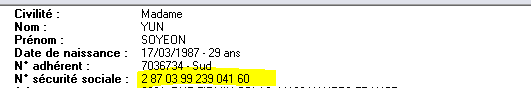 Civilité : Madame
Nom : YUN
Prénom : SOYEON
Date de naissance : 17/03/1987 - 29 ans
N° adhérent : 7036734 - Sud
N° sécurité sociale : 2 87 03 99 239 041 60